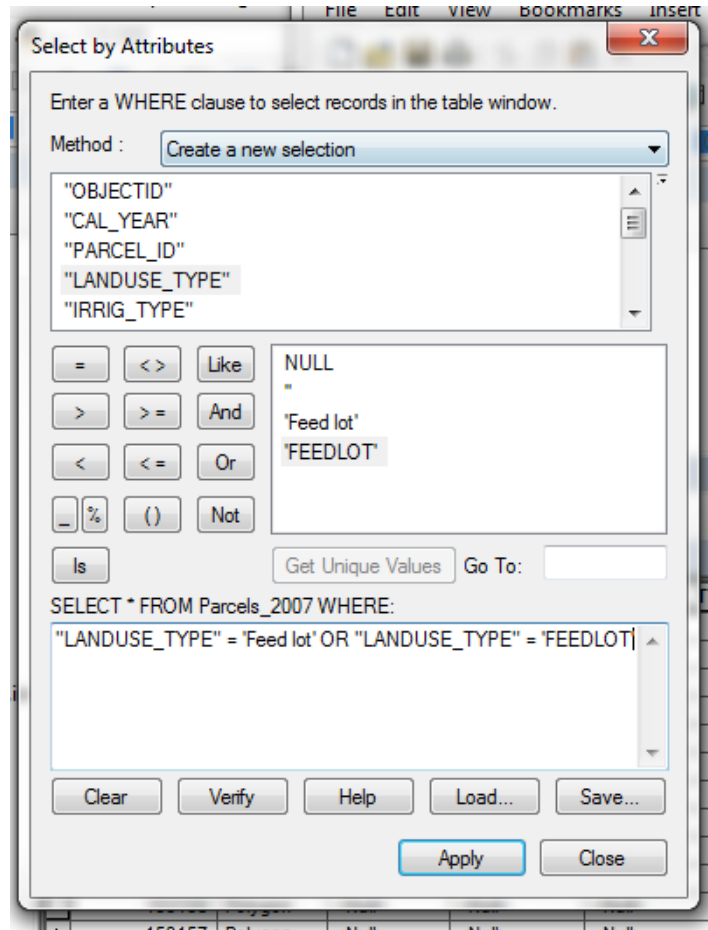 File Edit View Bookmarks Insert
Select by Attributes
Enter a WHERE clause to select records in the table window.
Method : Create a new selection
"OBJECTID"
"CAL_YEAR"
"PARCEL_ID"
"LANDUSE_TYPE"
"IRRIG_TYPE"
= <> Like
> >= And
< <= Or
_ % () Not
Is
NULL
''
'Feed lot'
'FEEDLOT'
Get Unique Values Go To:
SELECT * FROM Parcels_2007 WHERE:
"LANDUSE_TYPE" = 'Feed lot' OR "LANDUSE_TYPE" = 'FEEDLOT'
Clear Verify Help Load... Save...
Apply Close